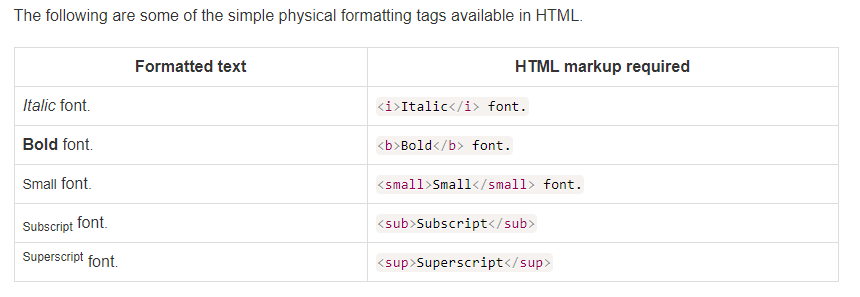 The following are some of the simple physical formatting tags available in HTML.
Formatted text HTML markup required
Italic font. <i>Italic</i> font.
Bold font. <b>Bold</b> font.
Small font. <small>Small</small> font.
Subscript font. <sub>Subscript</sub>
Superscript font. <sup>Superscript</sup>